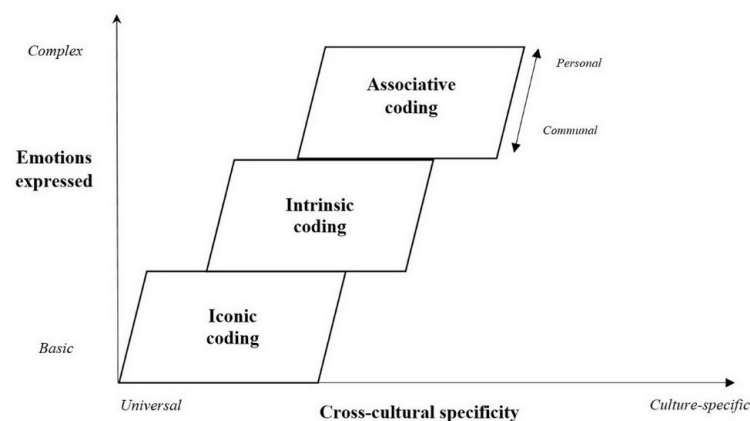 Complex
Associative
coding
Personal
Communal
Emotions
expressed
Intrinsic
coding
Iconic
coding
Basic
Universal
Cross-cultural specificity
Culture-specific